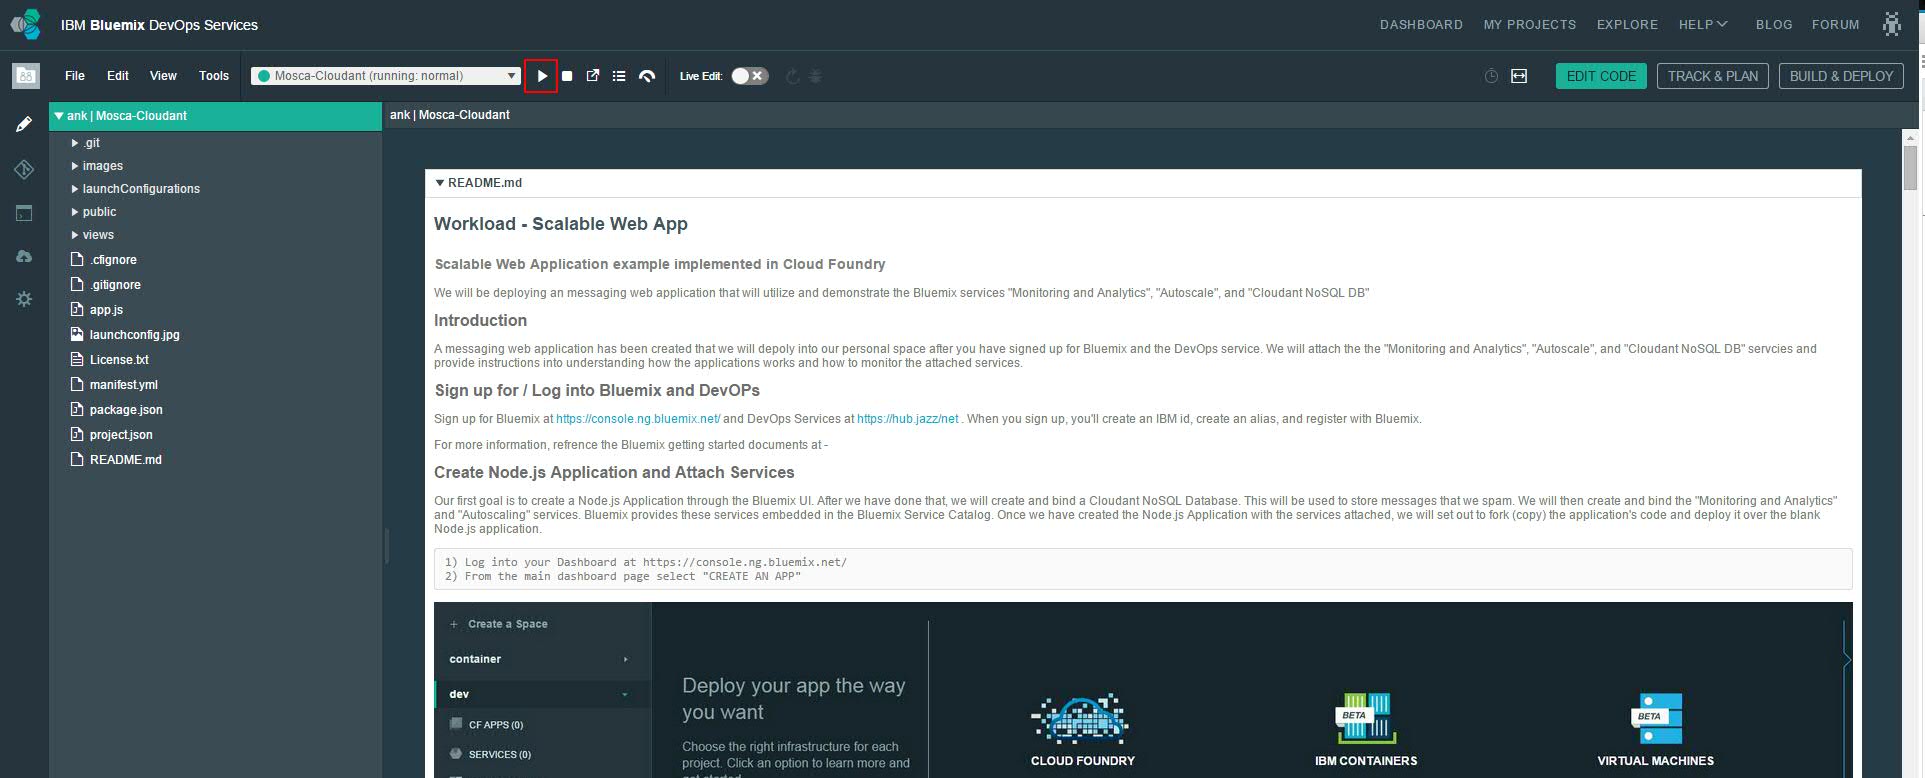 IBM Bluemix DevOps Services
DASHBOARD MY PROJECTS EXPLORE HELP BLOG FORUM
File Edit View Tools Mosca-Cloudant (running: normal) Live Edit: EDIT CODE TRACK & PLAN BUILD & DEPLOY
ank | Mosca-Cloudant
ank | Mosca-Cloudant
.git
images
launchConfigurations
public
views
.cfignore
.gitignore
app.js
launchconfig.jpg
License.txt
manifest.yml
package.json
project.json
README.md
README.md
Workload - Scalable Web App
Scalable Web Application example implemented in Cloud Foundry
We will be deploying an messaging web application that will utilize and demonstrate the Bluemix services "Monitoring and Analytics", "Autoscale", and "Cloudant NoSQL DB"
Introduction
A messaging web application has been created that we will depoly into our personal space after you have signed up for Bluemix and the DevOps service. We will attach the the "Monitoring and Analytics", "Autoscale", and "Cloudant NoSQL DB" servcies and
provide instructions into understanding how the applications works and how to monitor the attached services.
Sign up for / Log into Bluemix and DevOPs
Sign up for Bluemix at https://console.ng.bluemix.net/ and DevOps Services at https://hub.jazz/net . When you sign up, you'll create an IBM id, create an alias, and register with Bluemix.
For more information, refrence the Bluemix getting started documents at -
Create Node.js Application and Attach Services
Our first goal is to create a Node.js Application through the Bluemix UI. After we have done that, we will create and bind a Cloudant NoSQL Database. This will be used to store messages that we spam. We will then create and bind the "Monitoring and Analytics"
and "Autoscaling" services. Bluemix provides these services embedded in the Bluemix Service Catalog. Once we have created the Node.js Application with the services attached, we will set out to fork (copy) the application's code and deploy it over the blank
Node.js application.
1) Log into your Dashboard at https://console.ng.bluemix.net/
2) From the main dashboard page select "CREATE AN APP"
+ Create a Space
container
dev
CF APPS (0)
SERVICES (0)
Deploy your app the way
you want
Choose the right infrastructure for each
project. Click an option to learn more and
get started.
CLOUD FOUNDRY
BETA
IBM CONTAINERS
BETA
VIRTUAL MACHINES